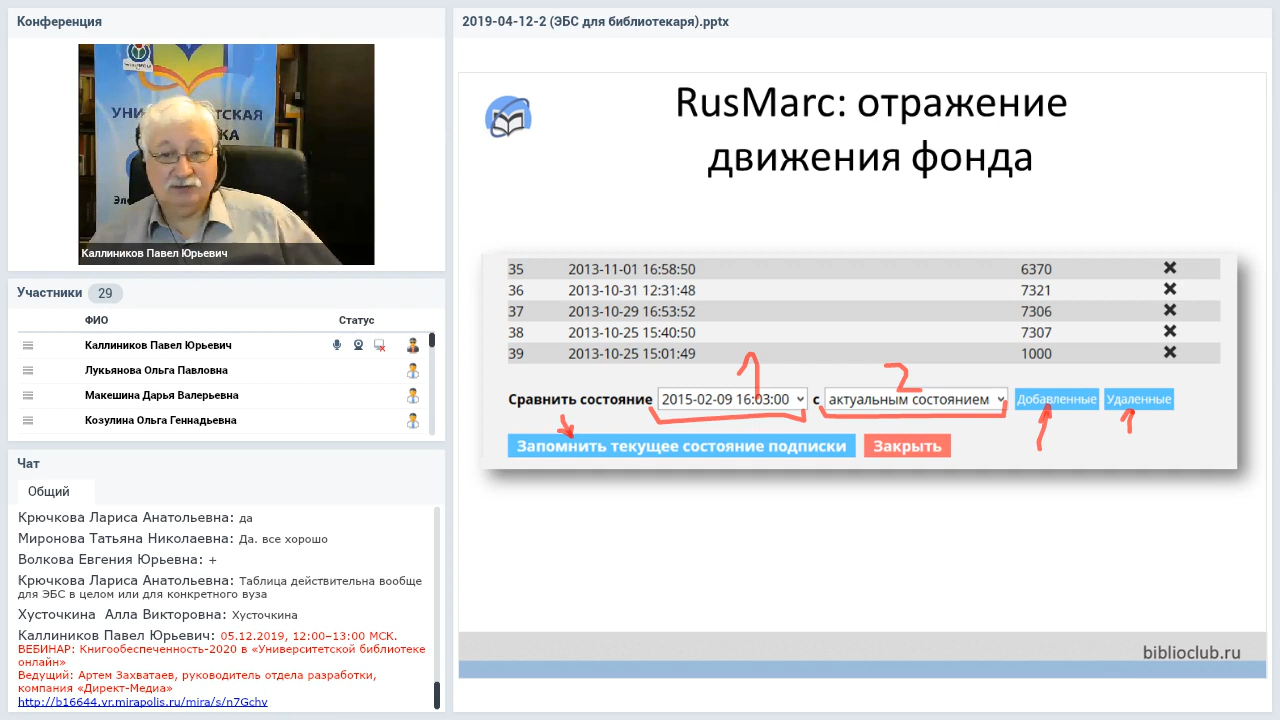 Конференция
Каллиников Павел Юрьевич
Участники 29
ФИО Статус
Каллиников Павел Юрьевич
Лукьянова Ольга Павловна
Макешина Дарья Валерьевна
Козулина Ольга Геннадьевна
Чат
Общий
Крючкова Лариса Анатольевна: да
Миронова Татьяна Николаевна: Да. все хорошо
Волкова Евгения Юрьевна: +
Крючкова Лариса Анатольевна: Таблица действительна вообще
для ЭБС в целом или для конкретного вуза
Хусточкина Алла Викторовна: Хусточкина
Каллиников Павел Юрьевич: 05.12.2019, 12:00–13:00 МСК.
ВЕБИНАР: Книгообеспеченность-2020 в «Университетской библиотеке
онлайн»
Ведущий: Артем Захватаев, руководитель отдела разработки,
компания «Директ-Медиа»
http://b16644.vr.mirapolis.ru/mira/s/n7Gchv
2019-04-12-2 (ЭБС для библиотекаря).pptx
RusMarc: отражение
движения фонда
35 2013-11-01 16:58:50 6370
36 2013-10-31 12:31:48 7321
37 2013-10-29 16:53:52 7306
38 2013-10-25 15:40:50 7307
39 2013-10-25 15:01:49 1000
1 2
Сравнить состояние 2015-02-09 16:03:00 с актуальным состоянием Добавленные Удаленные
Запомнить текущее состояние подписки Закрыть
biblioclub.ru